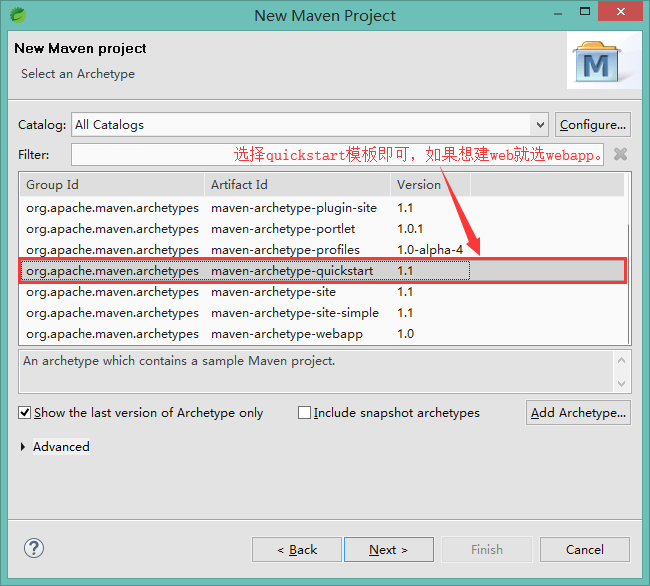 New Maven Project
New Maven project
Select an Archetype
M
Catalog: All Catalogs Configure...
Filter: 选择quickstart模板即可，如果想建web就选webapp。
Group Id Artifact Id Version
org.apache.maven.archetypes maven-archetype-plugin-site 1.1
org.apache.maven.archetypes maven-archetype-portlet 1.0.1
org.apache.maven.archetypes maven-archetype-profiles 1.0-alpha-4
org.apache.maven.archetypes maven-archetype-quickstart 1.1
org.apache.maven.archetypes maven-archetype-site 1.1
org.apache.maven.archetypes maven-archetype-site-simple 1.1
org.apache.maven.archetypes maven-archetype-webapp 1.0
An archetype which contains a sample Maven project.
Show the last version of Archetype only Include snapshot archetypes Add Archetype...
Advanced
? < Back Next > Finish Cancel